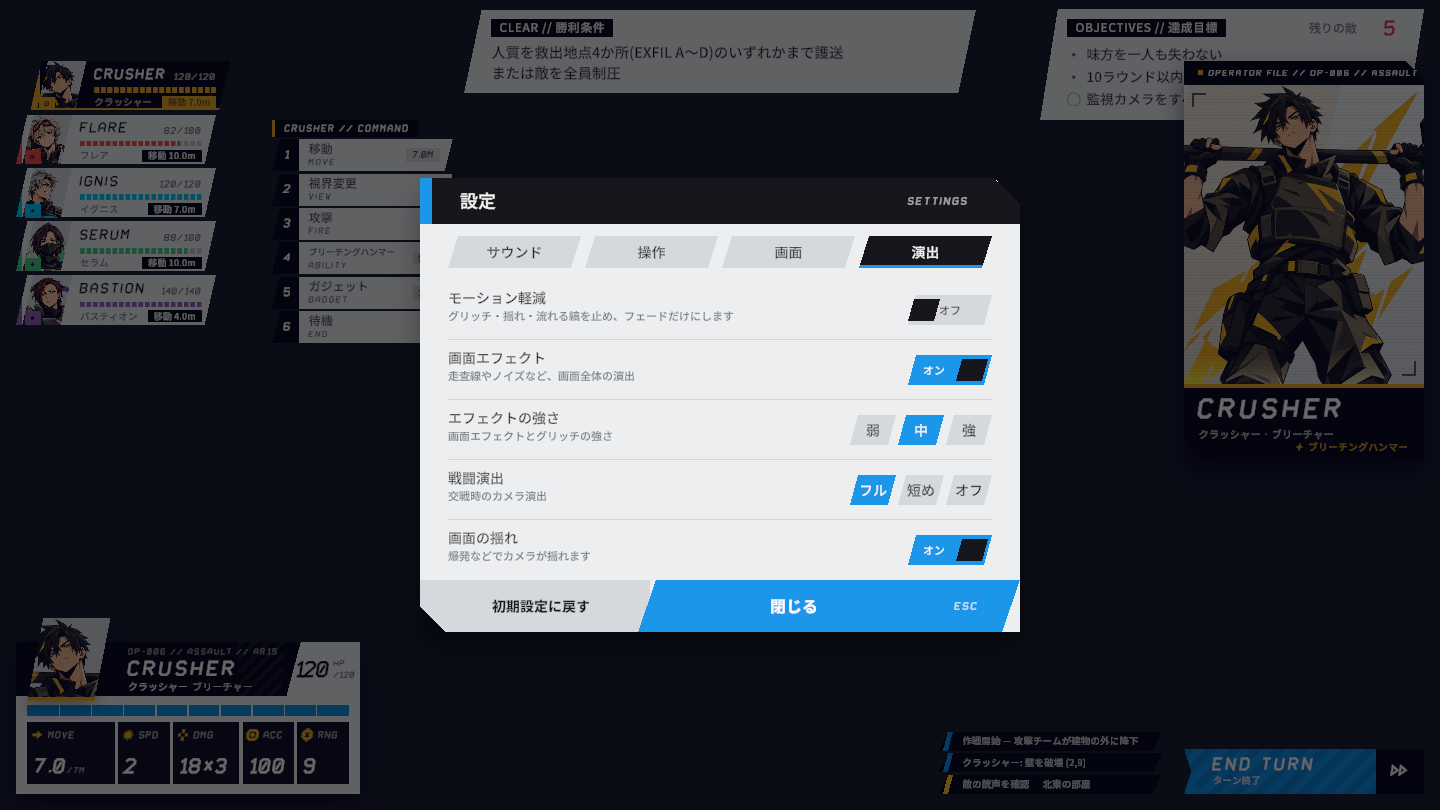 CLEAR // 勝利条件
人質を救出地点4か所(EXFIL A～D)のいずれかまで護送
または敵を全員制圧
OBJECTIVES // 達成目標
残りの敵 5
・ 味方を一人も失わない
・ 10ラウンド以内
〇 監視カメラをす
CRUSHER 120/120
クラッシャー 移動 7.0m
FLARE 82/100
フレア 移動 10.0m
IGNIS 120/120
イグニス 移動 7.0m
SERUM 88/100
セラム 移動 10.0m
BASTION 140/140
バスティオン 移動 4.0m
CRUSHER // COMMAND
1 移動 7.0M
MOVE
2 視界変更
VIEW
3 攻撃
FIRE
4 ブリーチングハンマー
ABILITY
5 ガジェット
GADGET
6 待機
END
設定 SETTINGS
サウンド 操作 画面 演出
モーション軽減
グリッチ・揺れ・流れる縞を止め、フェードだけにします
オフ
画面エフェクト
走査線やノイズなど、画面全体の演出
オン
エフェクトの強さ
画面エフェクトとグリッチの強さ
弱 中 強
戦闘演出
交戦時のカメラ演出
フル 短め オフ
画面の揺れ
爆発などでカメラが揺れます
オン
初期設定に戻す
閉じる ESC
OPERATOR FILE // OP-006 // ASSAULT
CRUSHER
クラッシャー・ブリーチャー
ブリーチングハンマー
OP-006 // ASSAULT // AR15
CRUSHER
クラッシャー ブリーチャー
120 HP /120
MOVE SPD DMG ACC RNG
7.0/7M 2 18×3 100 9
作戦開始 — 攻撃チームが建物の外に降下
クラッシャー: 壁を破壊 (2,9)
敵の銃声を確認 北東の部屋
END TURN
ターン終了